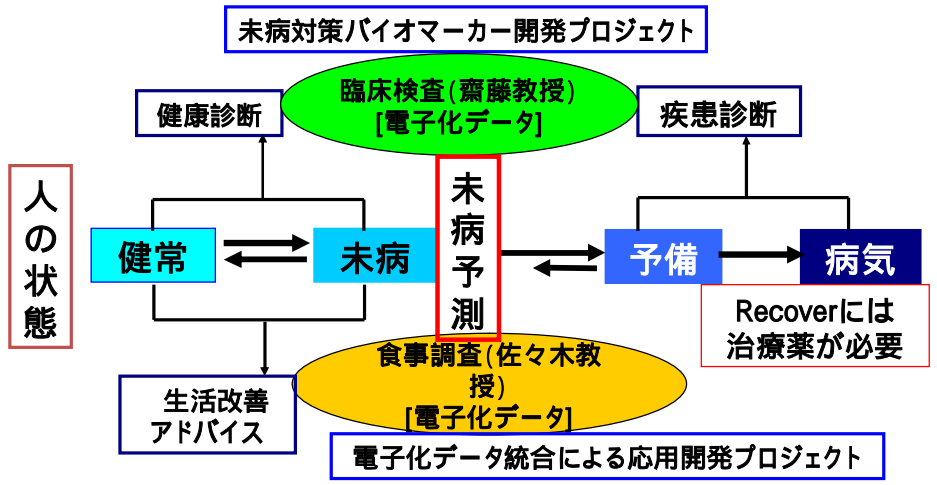 未病対策バイオマーカー開発プロジェクト
臨床検査(齋藤教授)
[電子化データ]
健康診断
疾患診断
人の状態
健常
未病
未病予測
予備
病気
Recoverには
治療薬が必要
食事調査(佐々木教
授)
[電子化データ]
生活改善
アドバイス
電子化データ統合による応用開発プロジェクト